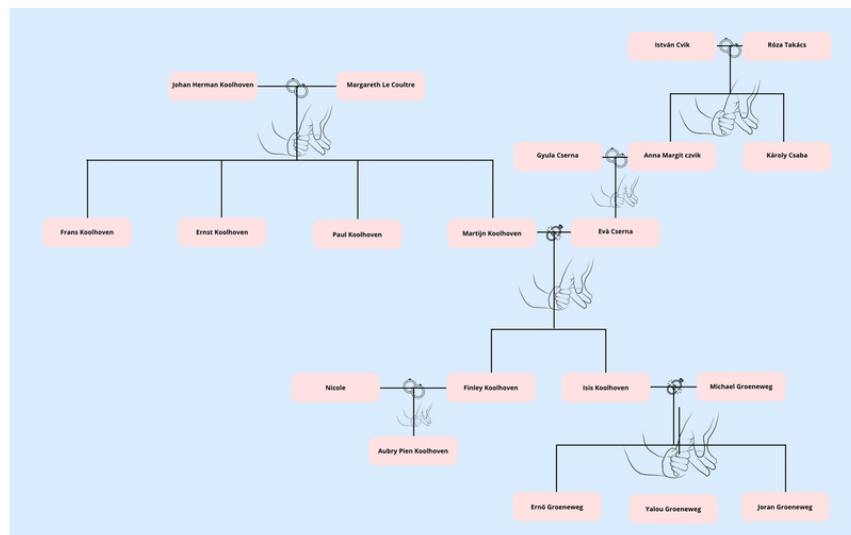 István Cvik
Róza Takács
Johan Herman Koolhoven
Margareth Le Coultre
Gyula Cserna
Anna Margit czvik
Károly Csaba
Frans Koolhoven
Ernst Koolhoven
Paul Koolhoven
Martijn Koolhoven
Evà Cserna
Nicole
Finley Koolhoven
Isis Koolhoven
Michael Groeneweg
Aubry Pien Koolhoven
Ernö Groeneweg
Yalou Groeneweg
Joran Groeneweg